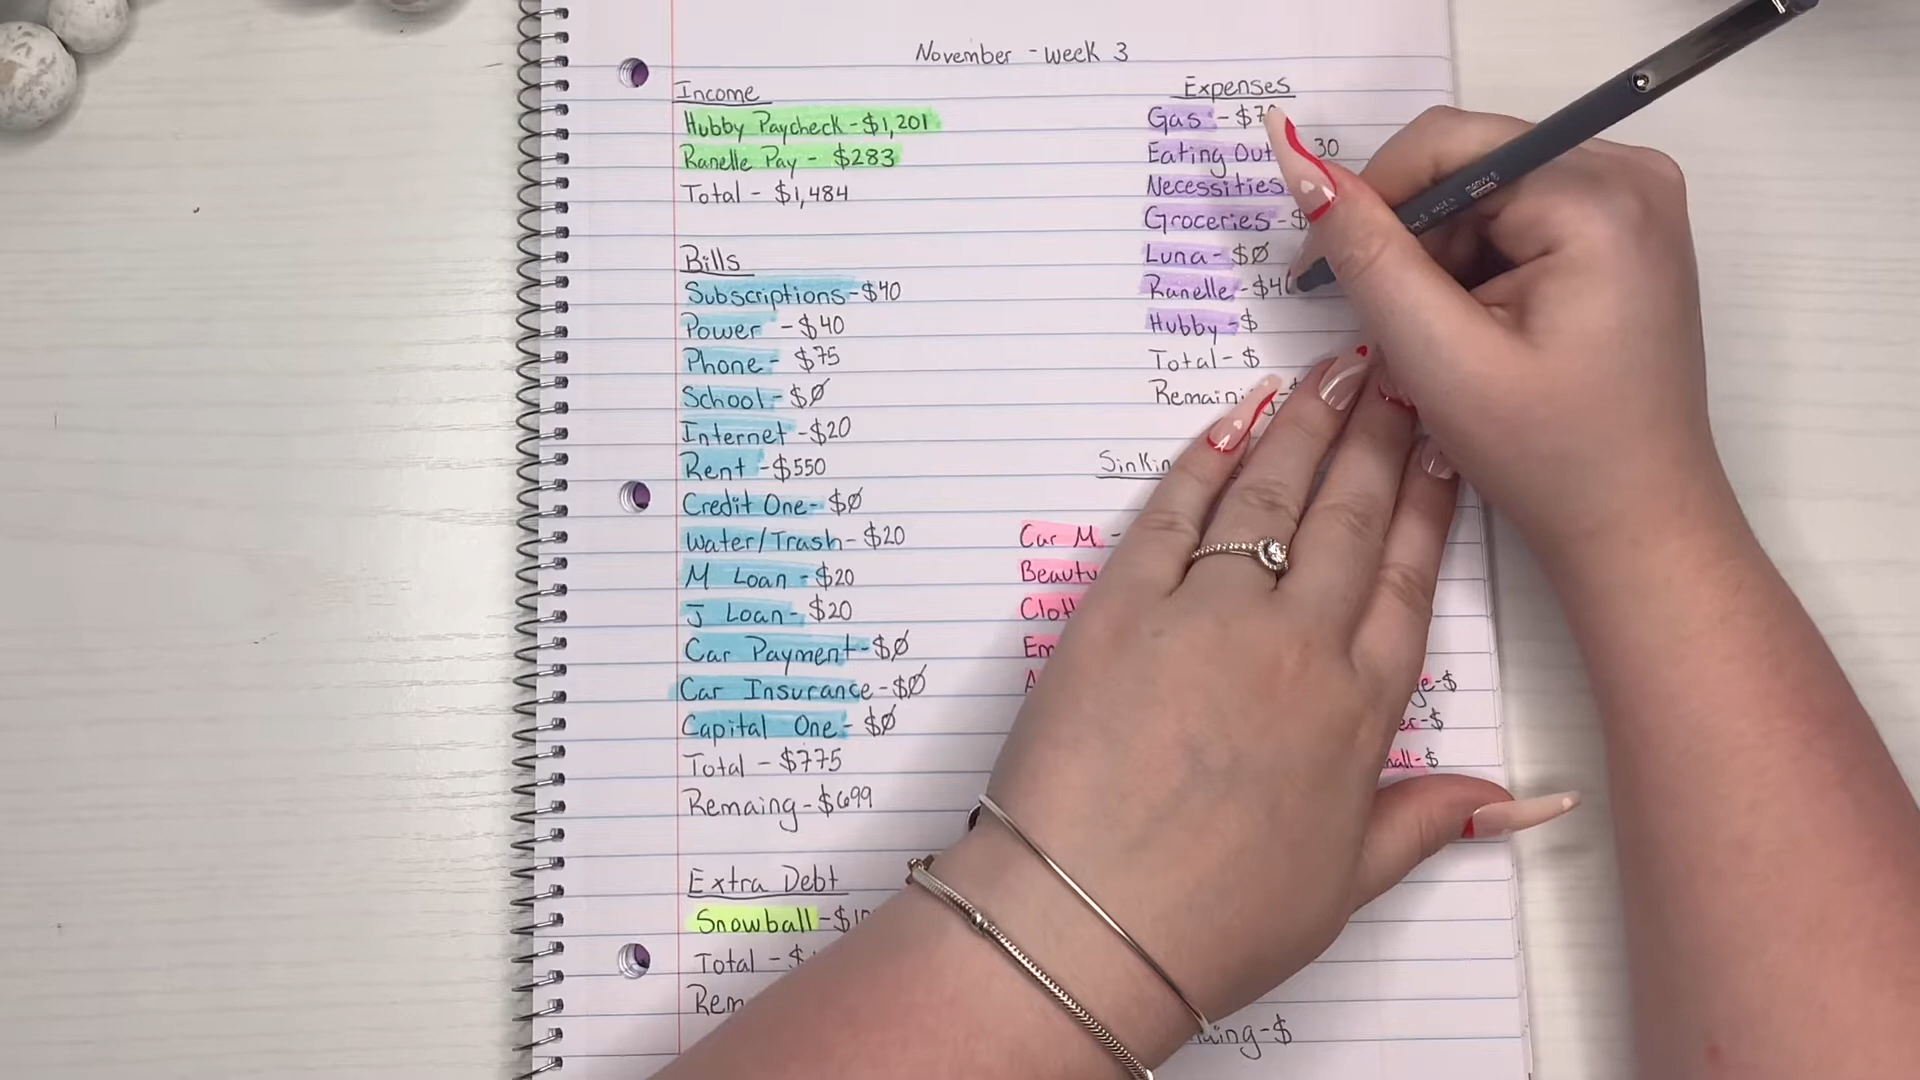 November - week 3
Income
Hubby Paycheck - $1,201
Ranelle Pay - $283
Total - $1,484
Bills
Subscriptions - $40
Power - $40
Phone - $75
School - $0
Internet - $20
Rent - $550
Credit One - $0
Water/Trash - $20
M Loan - $20
J Loan - $20
Car Payment - $0
Car Insurance - $0
Capital One - $0
Total - $775
Remaing - $699
Extra Debt
Snowball - $
Total - $
Expenses
Gas - $
Eating Out 30
Necessities
Groceries - $
Luna - $0
Ranelle - $
Hubby - $
Total - $
Car M -
Beauty